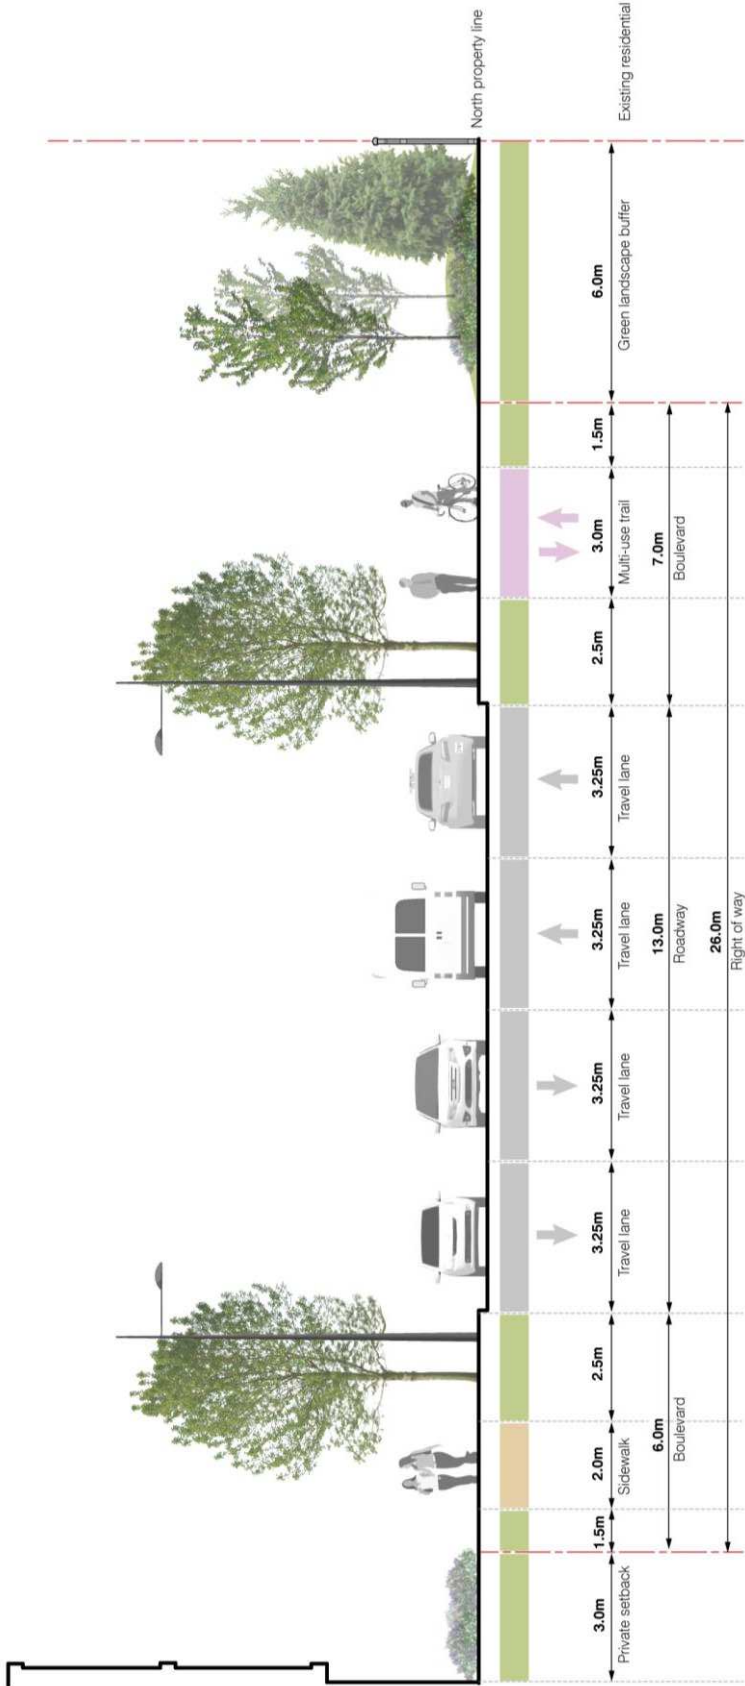 North property line
3.0m
1.5m
2.0m
2.5m
3.25m
3.25m
3.25m
3.25m
2.5m
3.0m
1.5m
6.0m
Private setback
Sidewalk
Travel lane
Travel lane
Travel lane
Travel lane
Multi-use trail
Green landscape buffer
Existing residential
6.0m
13.0m
7.0m
Boulevard
Roadway
Boulevard
26.0m
Right of way